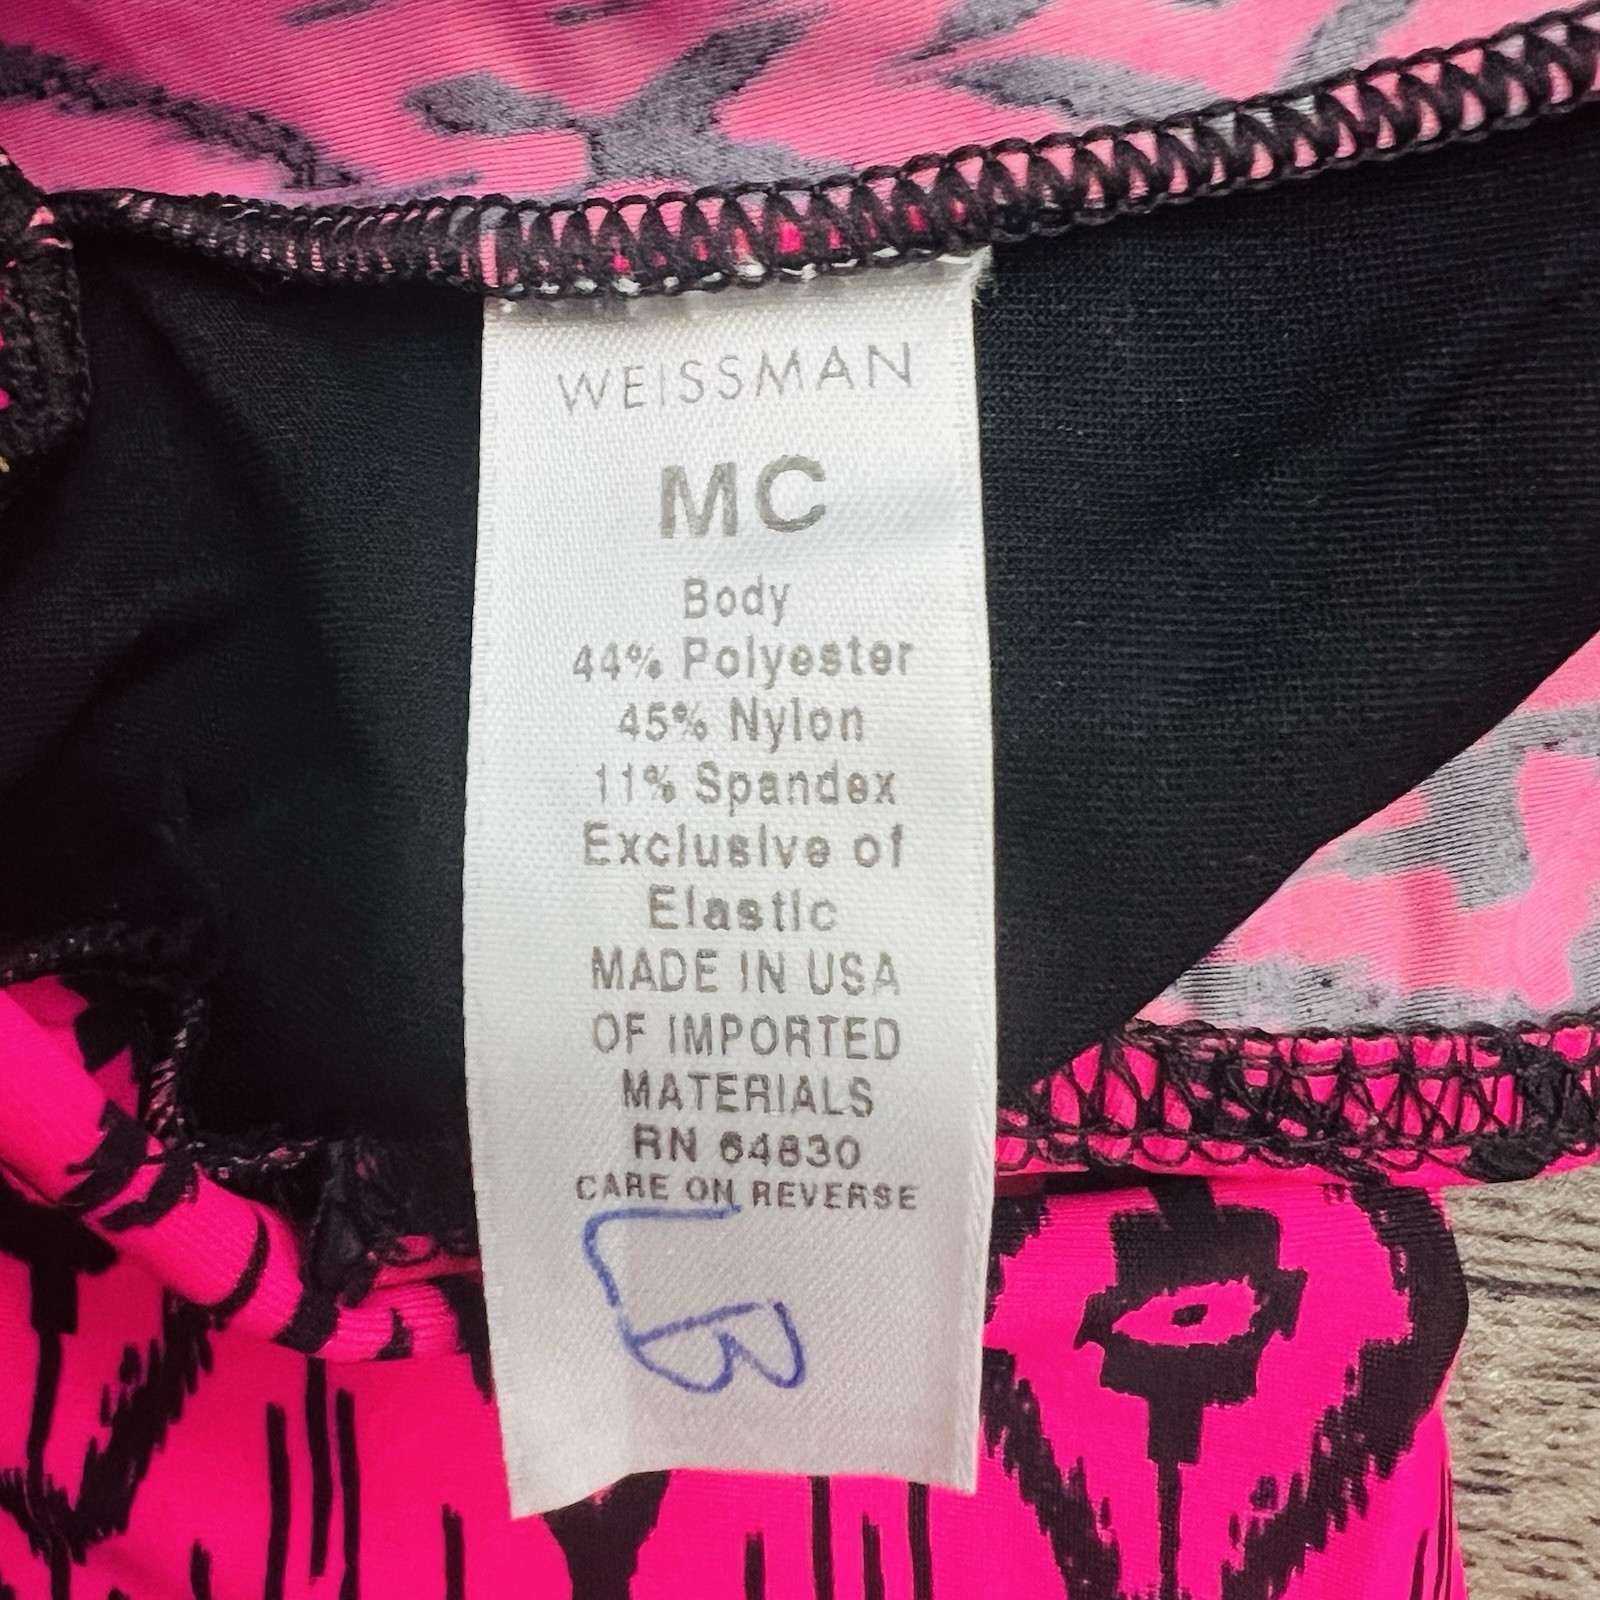 WEISSMAN
MC
Body
44% Polyester
45% Nylon
11% Spandex
Exclusive of
Elastic
MADE IN USA
OF IMPORTED
MATERIALS
RN 64830
CARE ON REVERSE